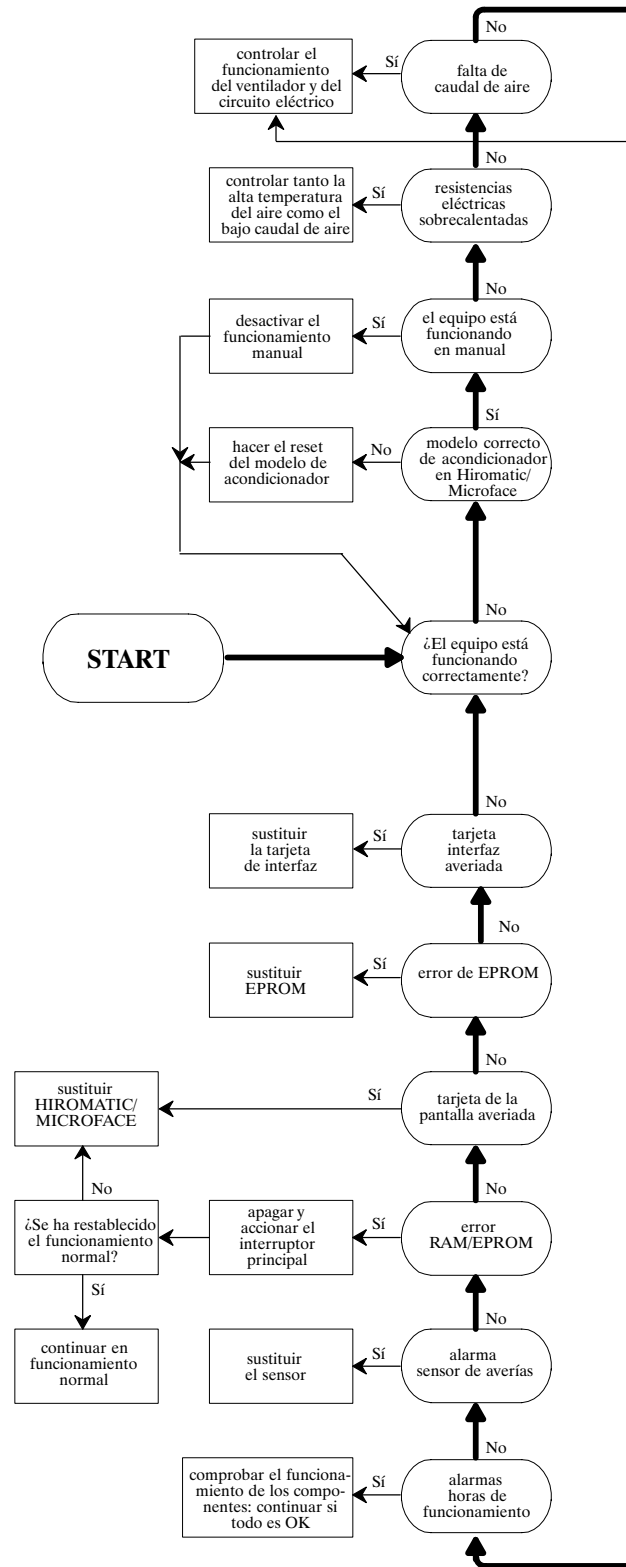 No
controlar el
funcionamiento
del ventilador y del
circuito eléctrico
Sí
falta de
caudal de aire
No
controlar tanto la
alta temperatura
del aire como el
bajo caudal de aire
Sí
resistencias
eléctricas
sobrecalentadas
No
desactivar el
funcionamiento
manual
Sí
el equipo está
funcionando
en manual
Sí
hacer el reset
del modelo de
acondicionador
No
modelo correcto
de acondicionador
en Hiromatic/
Microface
No
START
¿El equipo está
funcionando
correctamente?
No
sustituir
la tarjeta
de interfaz
Sí
tarjeta
interfaz
averiada
No
sustituir
EPROM
Sí
error de EPROM
No
sustituir
HIROMATIC/
MICROFACE
Sí
tarjeta de la
pantalla averiada
No
No
¿Se ha restablecido
el funcionamiento
normal?
apagar y
accionar el
interruptor
principal
Sí
error
RAM/EPROM
Sí
No
continuar en
funcionamiento
normal
sustituir
el sensor
Sí
alarma
sensor de averías
No
comprobar el funciona-
miento de los compo-
nentes: continuar si
todo es OK
Sí
alarmas
horas de
funcionamiento